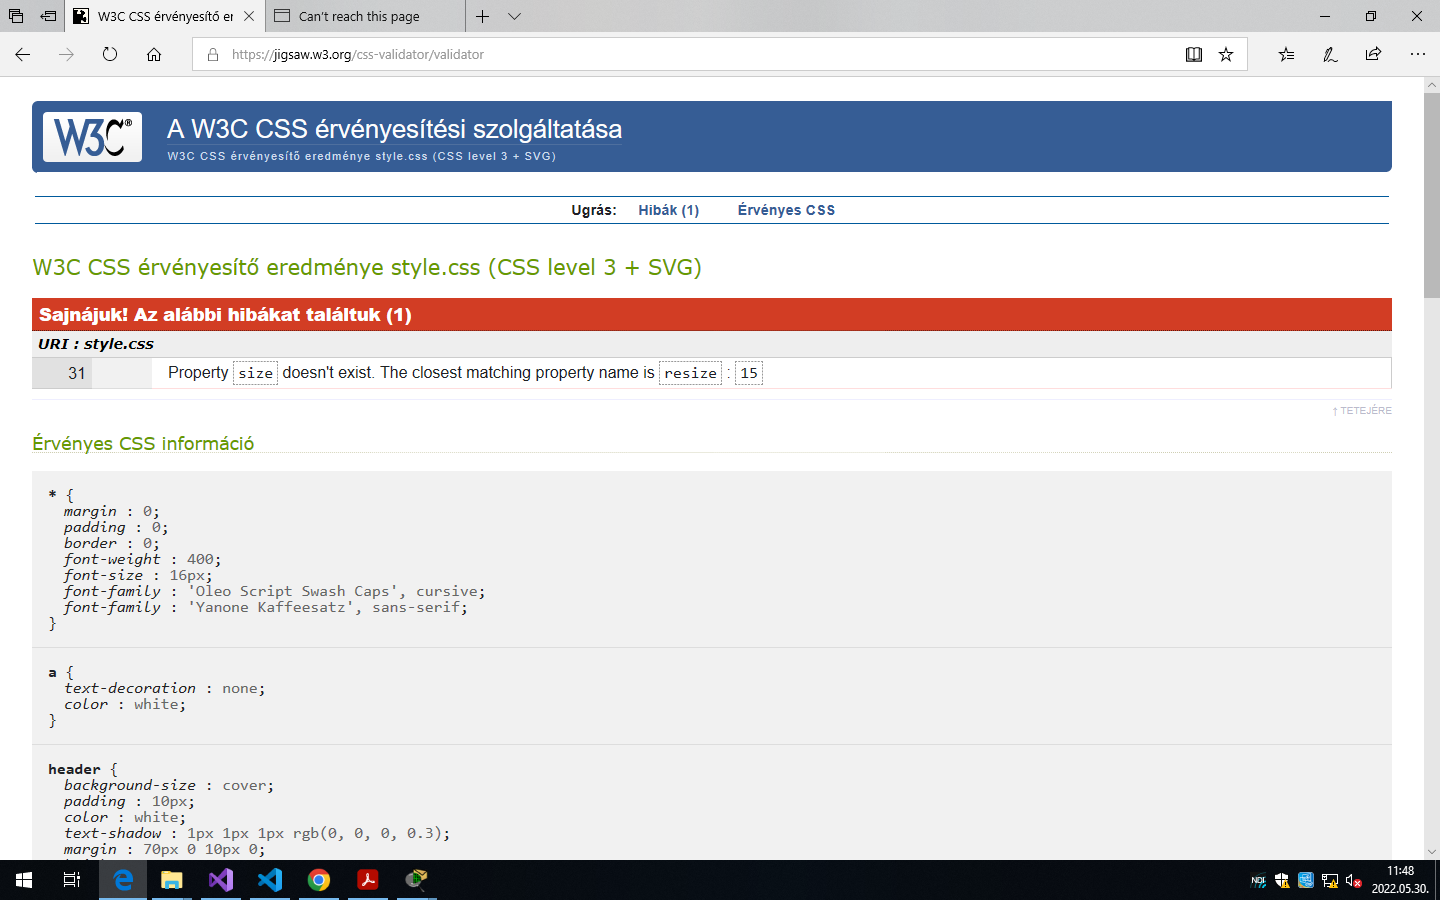 W3C CSS érvényesítő er
Can't reach this page
https://jigsaw.w3.org/css-validator/validator
W3C®
A W3C CSS érvényesítési szolgáltatása
W3C CSS érvényesítõ eredménye style.css (CSS level 3 + SVG)
Ugrás: Hibák (1) Érvényes CSS
W3C CSS érvényesítő eredménye style.css (CSS level 3 + SVG)
Sajnájuk! Az alábbi hibákat találtuk (1)
URI : style.css
31 Property size doesn't exist. The closest matching property name is resize : 15
↑ TETEJÉRE
Érvényes CSS információ
* {
margin : 0;
padding : 0;
border : 0;
font-weight : 400;
font-size : 16px;
font-family : 'Oleo Script Swash Caps', cursive;
font-family : 'Yanone Kaffeesatz', sans-serif;
}
a {
text-decoration : none;
color : white;
}
header {
background-size : cover;
padding : 10px;
color : white;
text-shadow : 1px 1px 1px rgb(0, 0, 0, 0.3);
margin : 70px 0 10px 0;
11:48
2022.05.30.